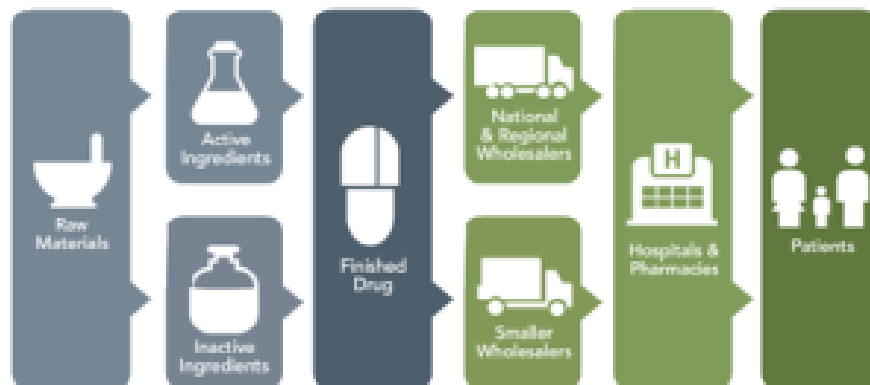 Raw
Materials
Active
Ingredients
Inactive
Ingredients
Finished
Drug
National
& Regional
Wholesalers
Smaller
Wholesalers
H
Hospitals &
Pharmacies
Patients